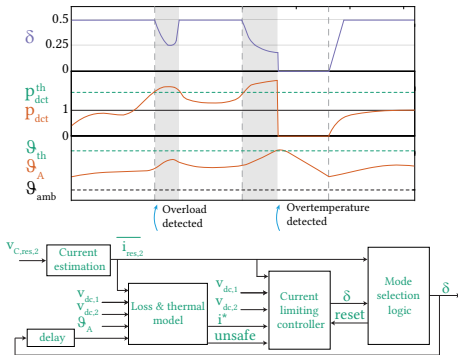 0.5
δ
0.25
0
p_dct^th
p_dct
1
0
ϑ_th
ϑ_A
ϑ_amb
Overload
detected
Overtemperature
detected
v_C,res,2
Current
estimation
i_res,2
v_dc,1
v_dc,2
ϑ_A
delay
Loss & thermal
model
v_dc,1
v_dc,2
i*
unsafe
Current
limiting
controller
δ
reset
Mode
selection
logic
δ